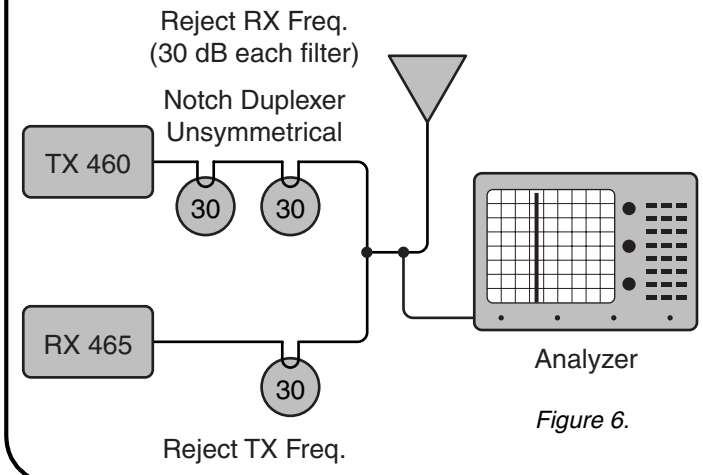 Reject RX Freq.
(30 dB each filter)
Notch Duplexer
Unsymmetrical
TX 460
30
30
RX 465
30
Reject TX Freq.
Analyzer
Figure 6.